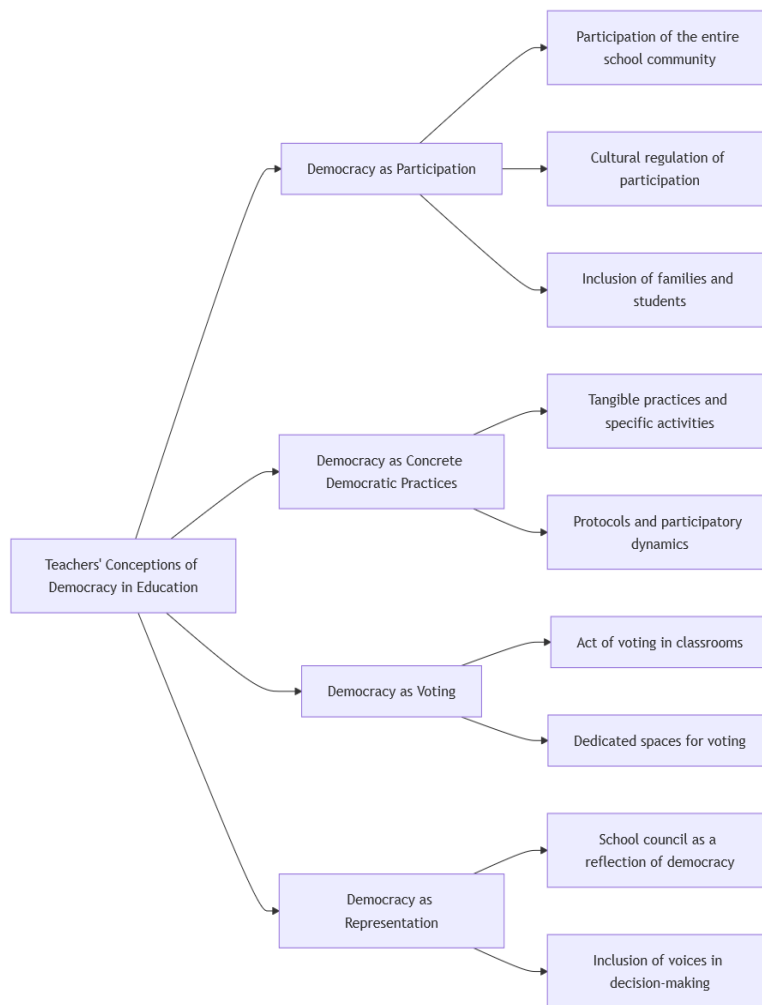 Participation of the entire
school community
Democracy as Participation
Cultural regulation of
participation
Inclusion of families and
students
Tangible practices and
specific activities
Democracy as Concrete
Democratic Practices
Protocols and participatory
dynamics
Teachers' Conceptions of
Democracy in Education
Act of voting in classrooms
Democracy as Voting
Dedicated spaces for voting
School council as a
reflection of democracy
Democracy as
Representation
Inclusion of voices in
decision-making